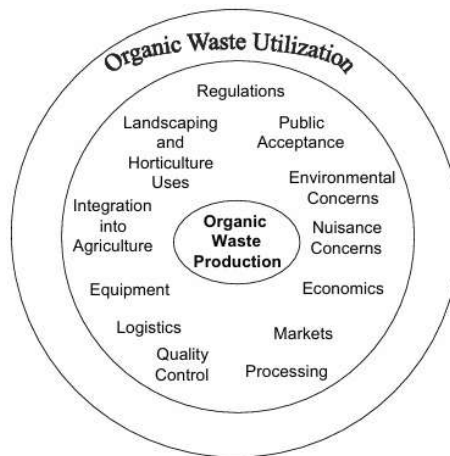 Organic Waste Utilization
Regulations
Landscaping
and
Horticulture
Uses
Public
Acceptance
Environmental
Concerns
Integration
into
Agriculture
Organic
Waste
Production
Nuisance
Concerns
Equipment
Economics
Logistics
Markets
Quality
Control
Processing